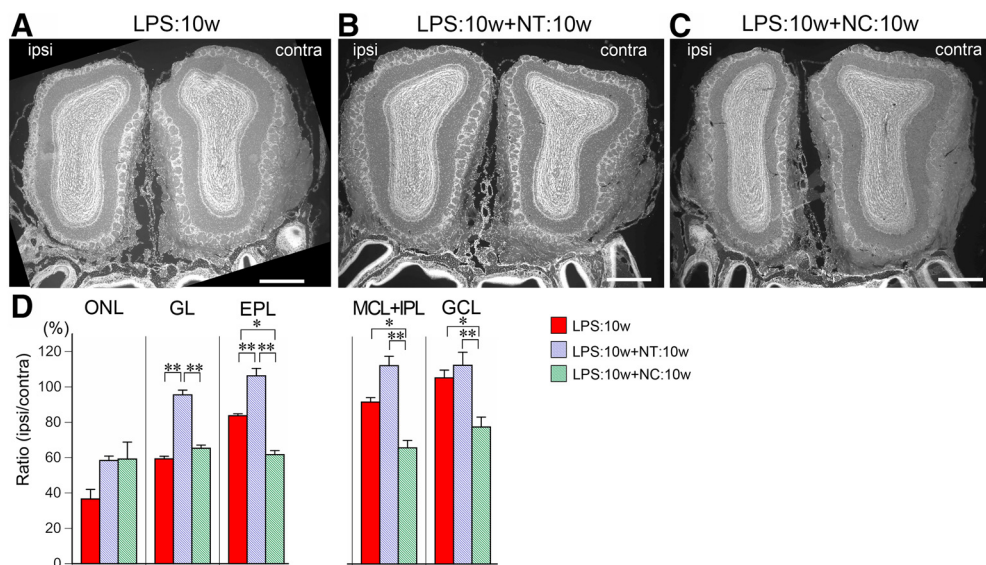 A LPS:10w
B LPS:10w+NT:10w
C LPS:10w+NC:10w
ipsi contra
ipsi contra
ipsi contra
D
ONL GL EPL MCL+IPL GCL
(%)
Ratio (ipsi/contra)
120
100
80
60
40
20
0
** **
*
** **
*
**
*
**
LPS:10w
LPS:10w+NT:10w
LPS:10w+NC:10w